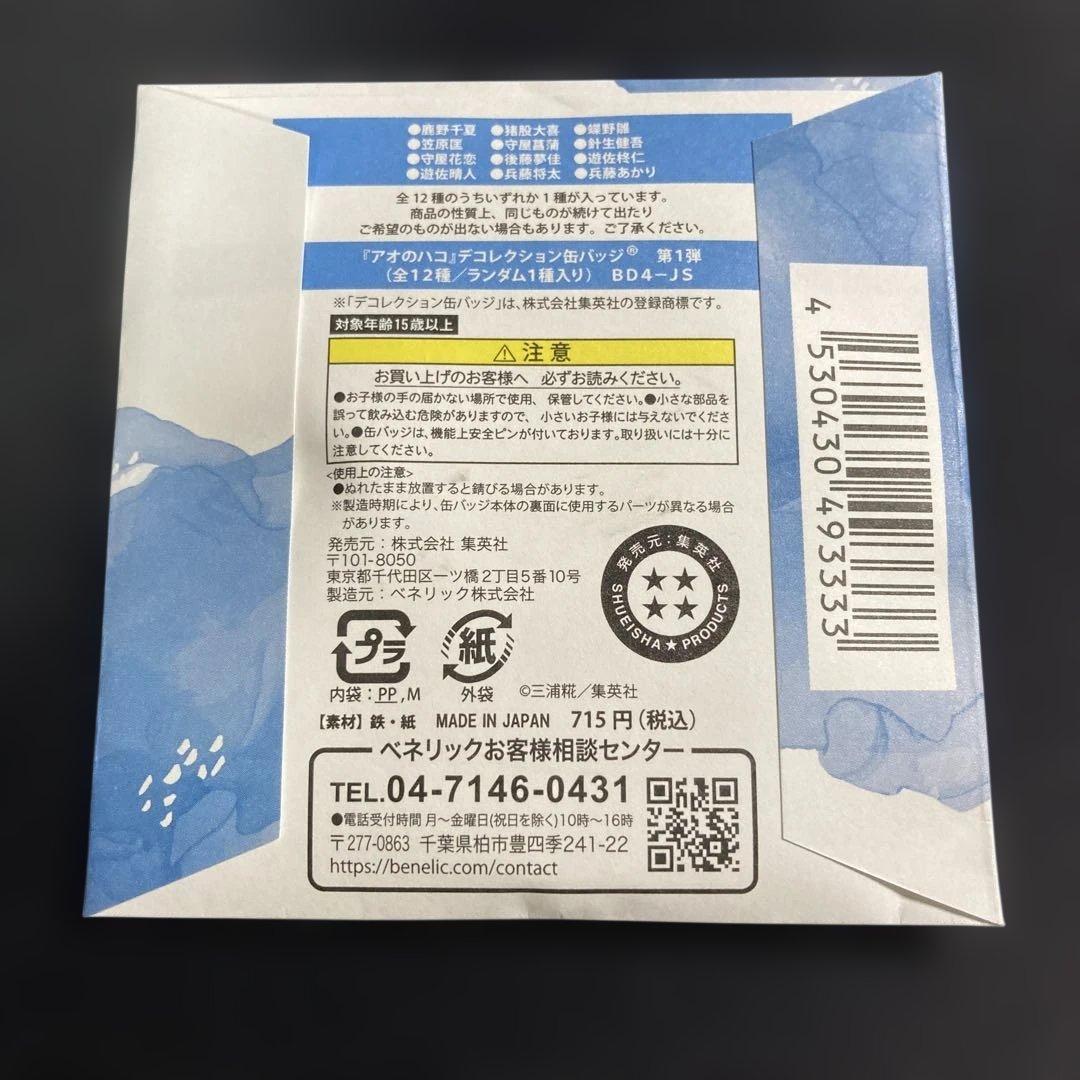 ●鹿野千夏 ●猪股大喜 ●蝶野雛
●笠原匡 ●守屋菖蒲 ●針生健吾
●守屋花恋 ●後藤夢佳 ●遊佐柊仁
●遊佐晴人 ●兵藤将太 ●兵藤あかり
全12種のうちいずれか1種が入っています。
商品の性質上、同じものが続けて出たり
ご希望のものが出ない場合もあります。ご了承ください。
『アオのハコ』デコレクション缶バッジ® 第1弾
(全12種/ランダム1種入り) BD4-JS
※「デコレクション缶バッジ」は、株式会社集英社の登録商標です。
対象年齢15歳以上
⚠注意
お買い上げのお客様へ 必ずお読みください。
●お子様の手の届かない場所で使用、保管してください。●小さな部品を
誤って飲み込む危険がありますので、小さいお子様には与えないでくださ
い。●缶バッジは、機能上安全ピンが付いております。取り扱いには十分に
注意してください。
<使用上の注意>
●ぬれたまま放置すると錆びる場合があります。
※製造時期により、缶バッジ本体の裏面に使用するパーツが異なる場合
があります。
発売元:株式会社 集英社
〒101-8050
東京都千代田区一ツ橋2丁目5番10号
製造元:ベネリック株式会社
発売元:集英社
SHUEISHA★PRODUCTS
プラ
紙
内袋:PP,M
外袋
©三浦糀/集英社
【素材】鉄・紙 MADE IN JAPAN 715円(税込)
ベネリックお客様相談センター
TEL.04-7146-0431
●電話受付時間 月~金曜日(祝日を除く)10時~16時
〒277-0863 千葉県柏市豊四季241-22
https://benelic.com/contact
4 530430 493333